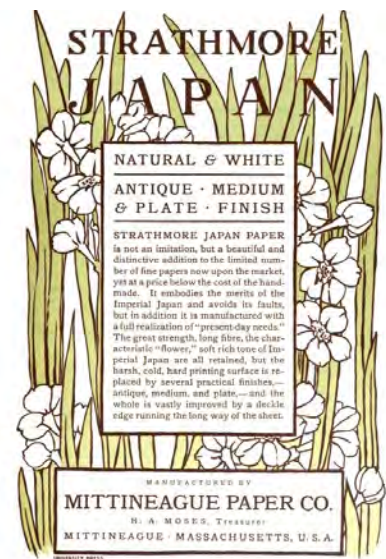 STRATHMORE
JAPAN
NATURAL & WHITE
ANTIQUE · MEDIUM
& PLATE · FINISH
STRATHMORE JAPAN PAPER
is not an imitation, but a beautiful and
distinctive addition to the limited num-
ber of fine papers now upon the market,
yet at a price below the cost of the hand-
made. It embodies the merits of the
Imperial Japan and avoids its faults,
but in addition it is manufactured with
a full realization of "present-day needs."
The great strength, long fibre, the char-
acteristic "flower," soft rich tone of Im-
perial Japan are all retained, but the
harsh, cold, hard printing surface is re-
placed by several practical finishes,—
antique, medium, and plate,—and the
whole is vastly improved by a deckle
edge running the long way of the sheet.
MANUFACTURED BY
MITTINEAGUE PAPER CO.
H. A. MOSES, Treasurer
MITTINEAGUE · MASSACHUSETTS, U. S. A.